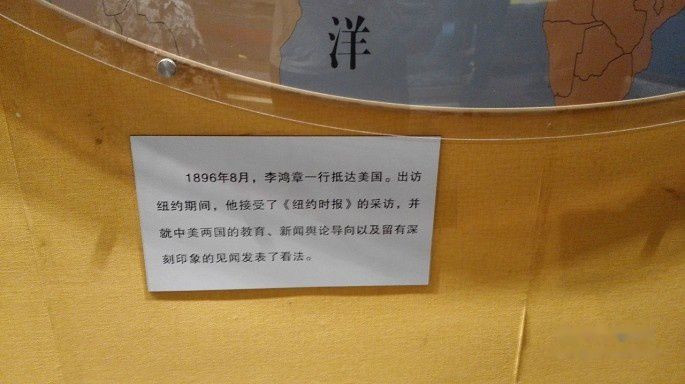 洋
1896年8月，李鸿章一行抵达美国。出访
纽约期间，他接受了《纽约时报》的采访，并
就中美两国的教育、新闻舆论导向以及留有深
刻印象的见闻发表了看法。